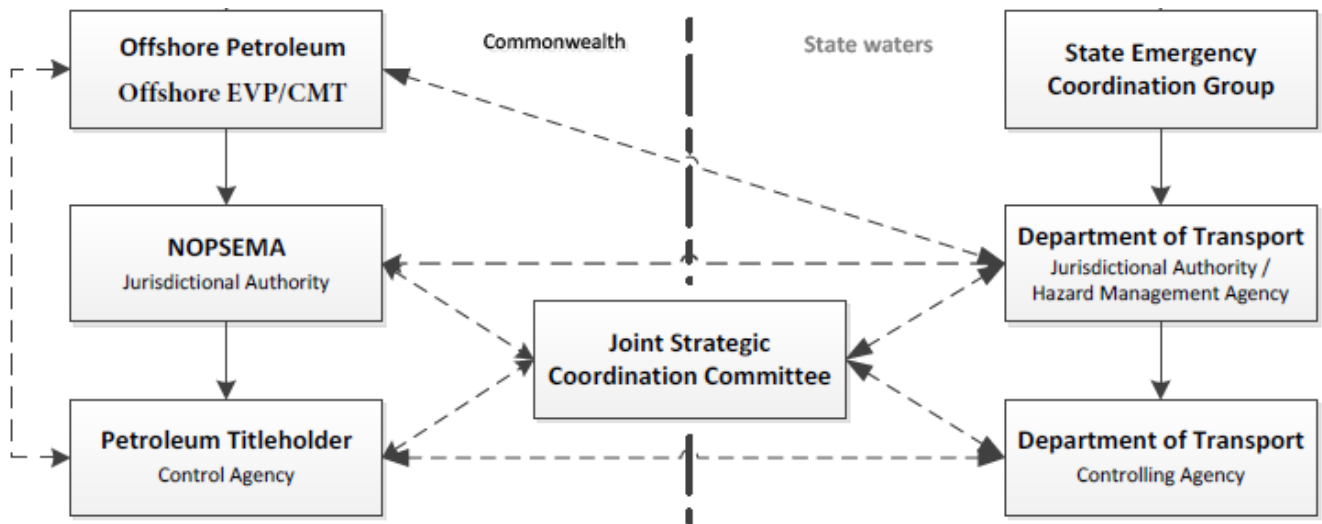 Offshore Petroleum
Offshore EVP/CMT
Commonwealth
State waters
State Emergency
Coordination Group
NOPSEMA
Jurisdictional Authority
Department of Transport
Jurisdictional Authority /
Hazard Management Agency
Joint Strategic
Coordination Committee
Petroleum Titleholder
Control Agency
Department of Transport
Controlling Agency